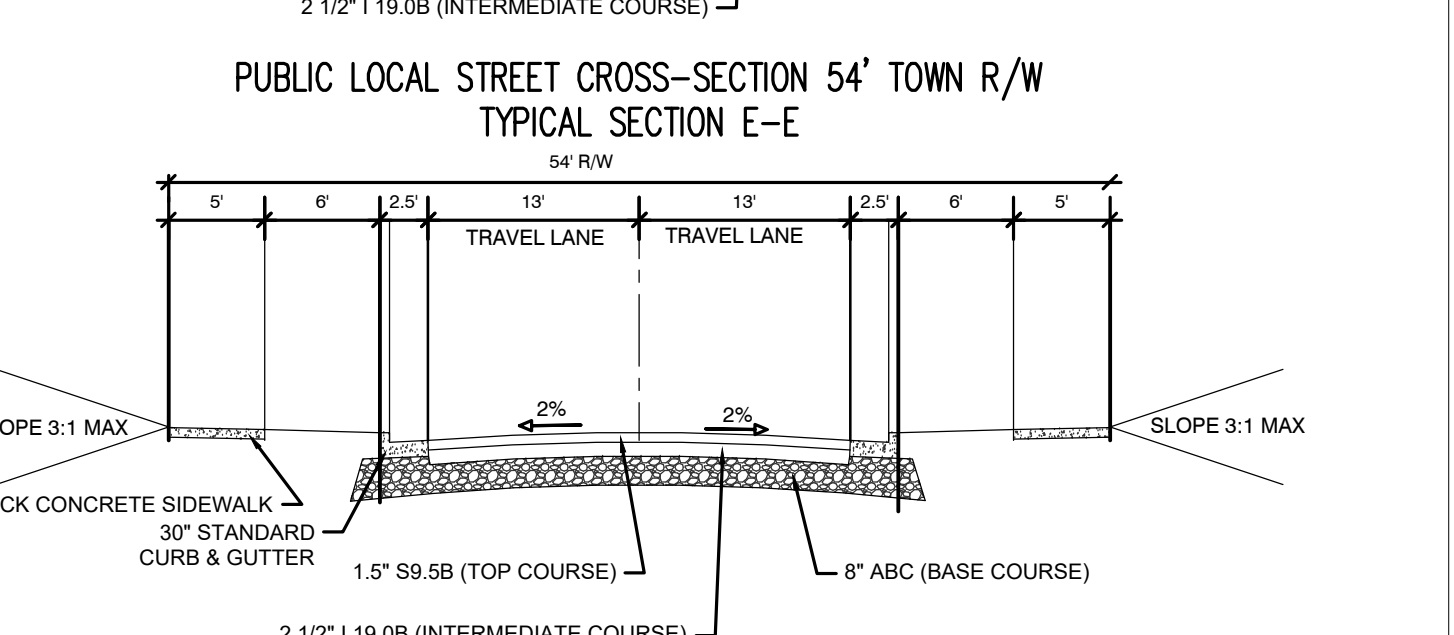 2 1/2" I 19.0B (INTERMEDIATE COURSE)
PUBLIC LOCAL STREET CROSS-SECTION 54' TOWN R/W
TYPICAL SECTION E-E
54' R/W
5' 6' 2.5' 13' 13' 2.5' 6' 5'
TRAVEL LANE TRAVEL LANE
2% 2%
OPE 3:1 MAX SLOPE 3:1 MAX
CK CONCRETE SIDEWALK
30" STANDARD
CURB & GUTTER
1.5" S9.5B (TOP COURSE) 8" ABC (BASE COURSE)
2 1/2" I 19.0B (INTERMEDIATE COURSE)